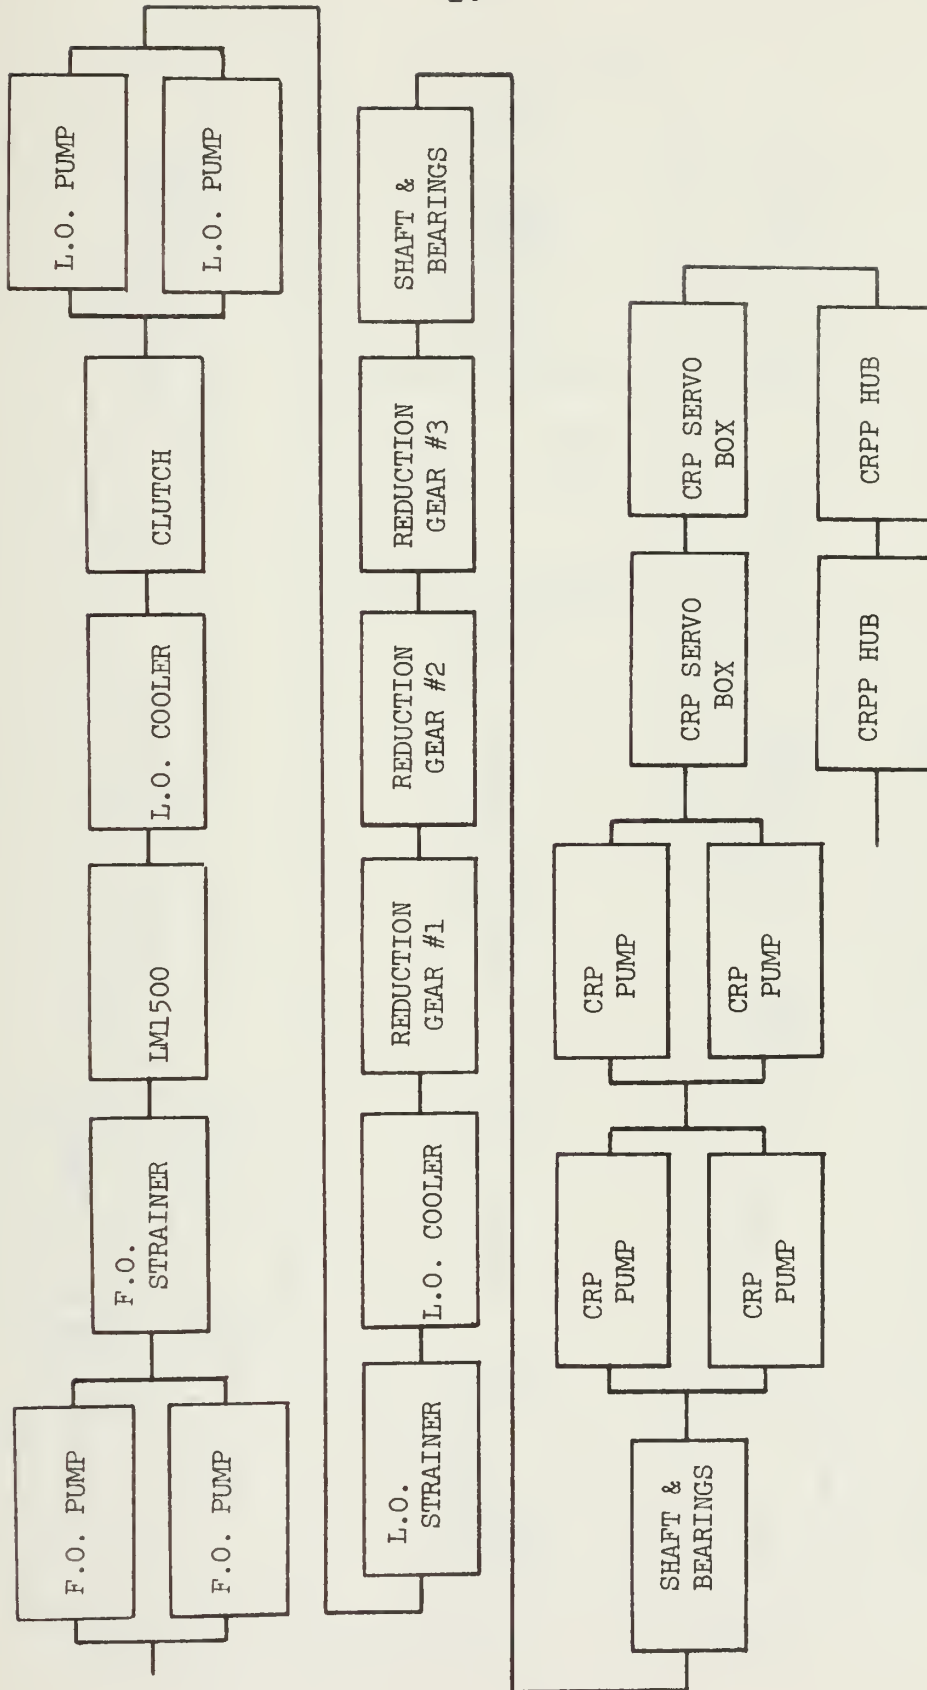 F.O. PUMP
F.O. PUMP
F.O.
STRAINER
LM1500
L.O. COOLER
CLUTCH
L.O. PUMP
L.O. PUMP
L.O.
STRAINER
L.O. COOLER
REDUCTION
GEAR #1
REDUCTION
GEAR #2
REDUCTION
GEAR #3
SHAFT &
BEARINGS
SHAFT &
BEARINGS
CRP
PUMP
CRP
PUMP
CRP
PUMP
CRP
PUMP
CRP SERVO
BOX
CRP SERVO
BOX
CRPP HUB
CRPP HUB